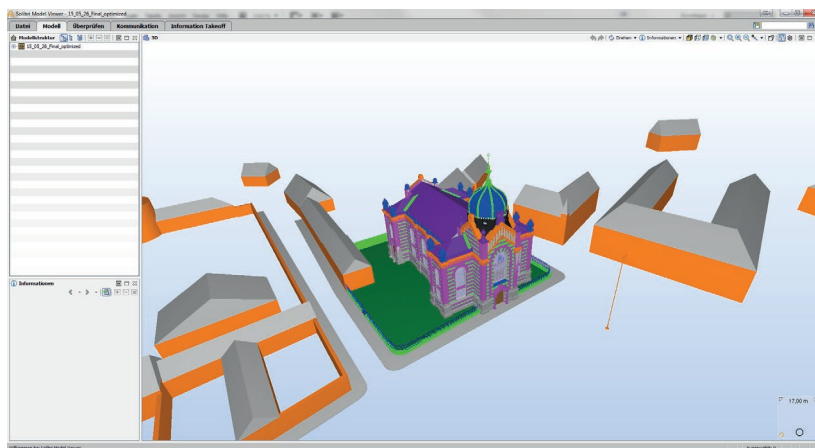 Solibri Model Viewer - 15_05_26_Final_optimized
Datei Modell Überprüfen Kommunikation Information Takeoff
Modellstruktur
3D
Drehen
Informationen
15_05_26_Final_optimized
Informationen
17,00 m